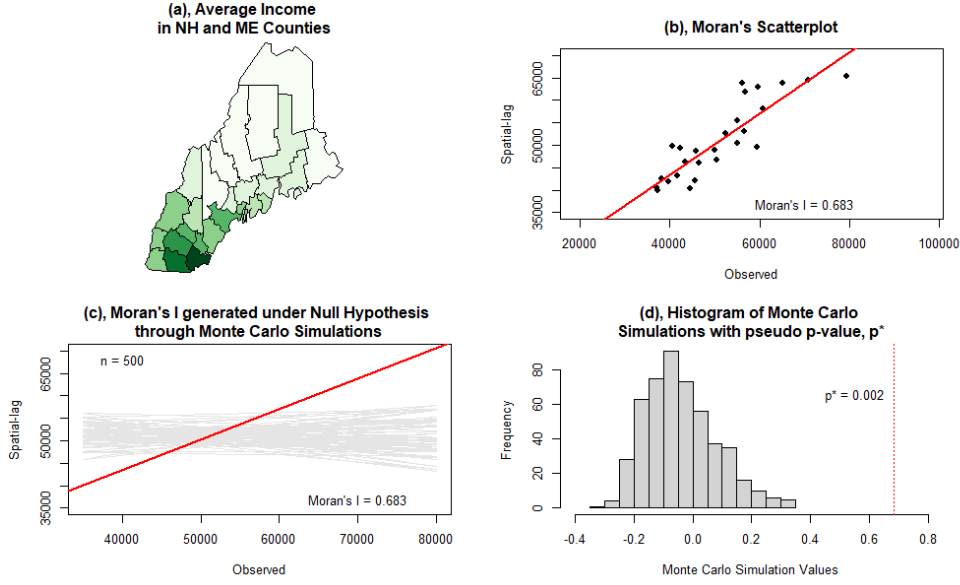 (a), Average Income
in NH and ME Counties
(b), Moran's Scatterplot
Spatial-lag
35000
50000
65000
Moran's I = 0.683
20000 40000 60000 80000 100000
Observed
(c), Moran's I generated under Null Hypothesis
through Monte Carlo Simulations
n = 500
Spatial-lag
35000
50000
65000
Moran's I = 0.683
40000 50000 60000 70000 80000
Observed
(d), Histogram of Monte Carlo
Simulations with pseudo p-value, p*
p* = 0.002
Frequency
0
20
40
60
80
-0.4 -0.2 0.0 0.2 0.4 0.6 0.8
Monte Carlo Simulation Values